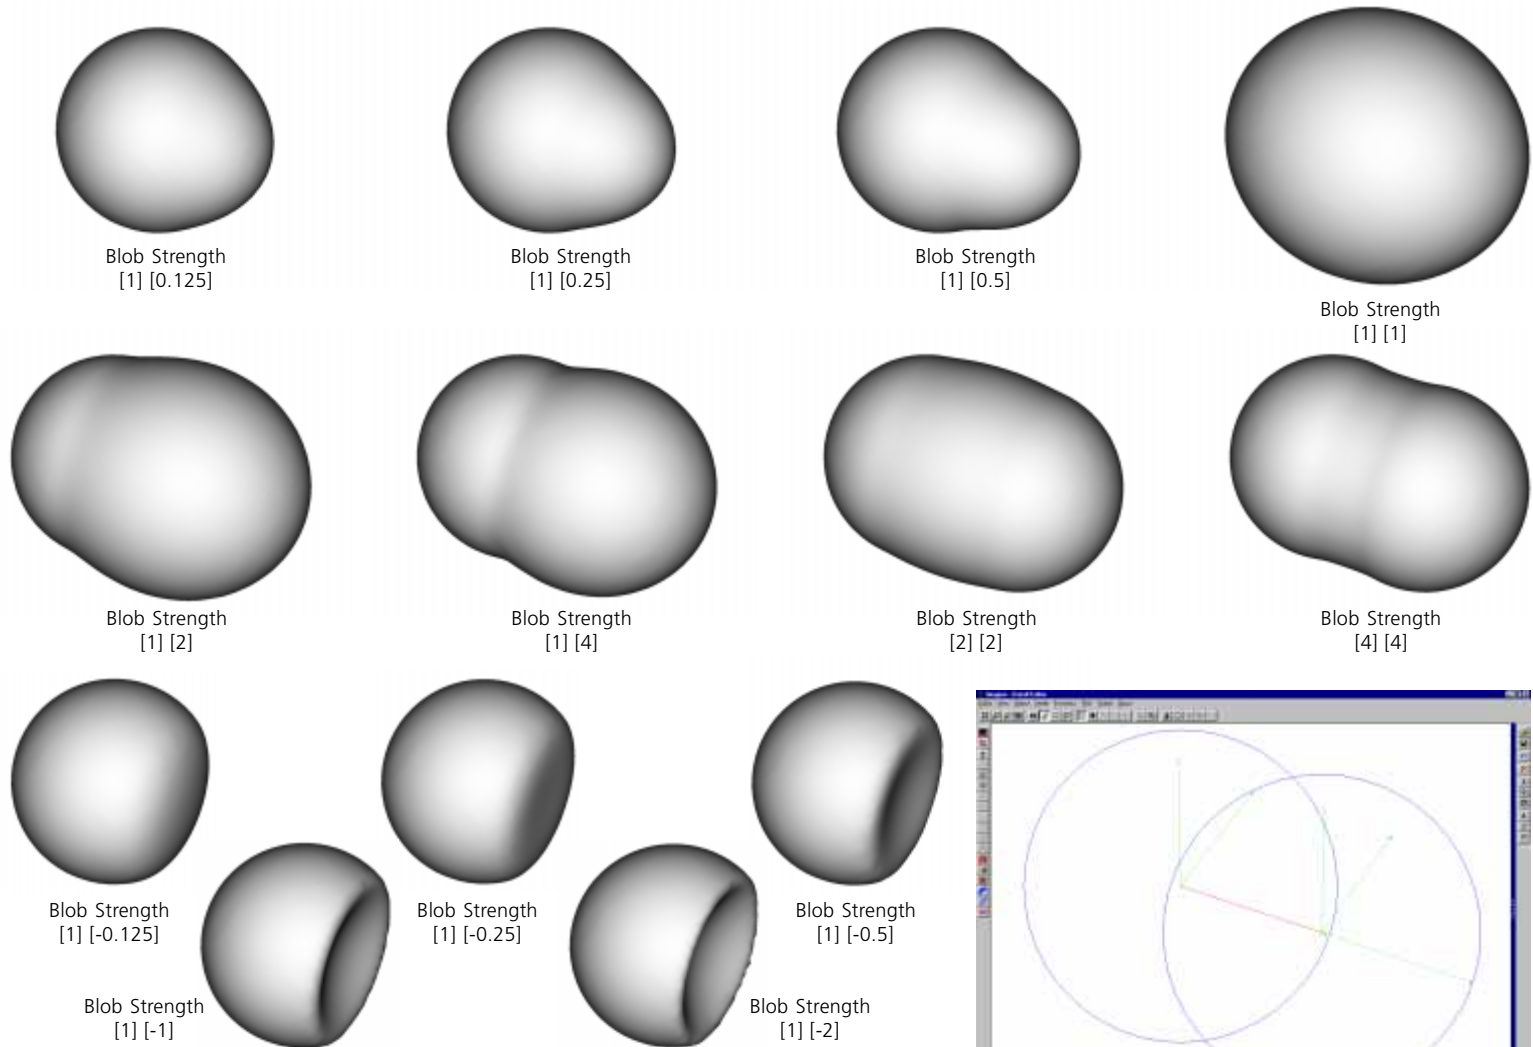 Blob Strength
[1] [0.125]
Blob Strength
[1] [0.25]
Blob Strength
[1] [0.5]
Blob Strength
[1] [1]
Blob Strength
[1] [2]
Blob Strength
[1] [4]
Blob Strength
[2] [2]
Blob Strength
[4] [4]
Blob Strength
[1] [-0.125]
Blob Strength
[1] [-0.25]
Blob Strength
[1] [-0.5]
Blob Strength
[1] [-1]
Blob Strength
[1] [-2]